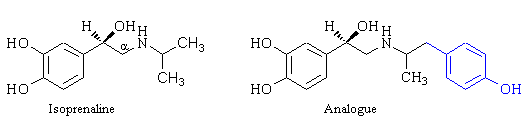 H OH H
HO N CH3
α
HO CH3
Isoprenaline
H OH H
HO N
HO CH3 OH
Analogue